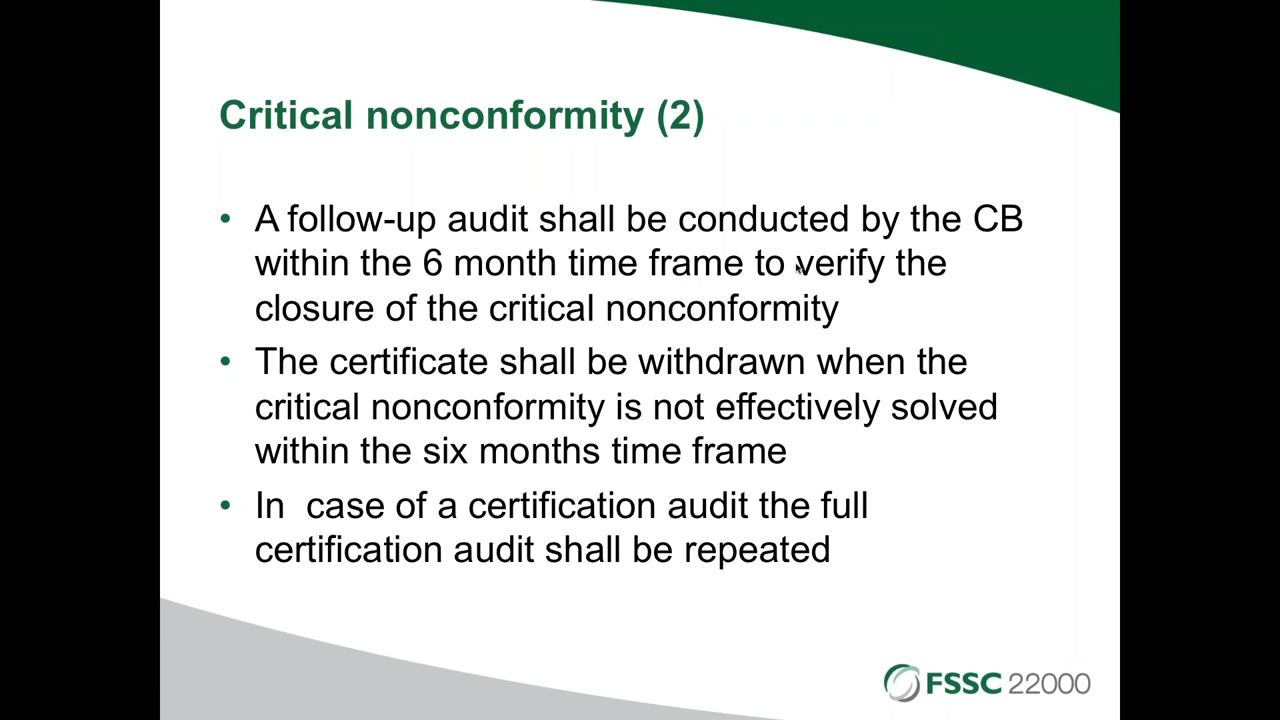 Critical nonconformity (2)
• A follow-up audit shall be conducted by the CB
within the 6 month time frame to verify the
closure of the critical nonconformity
• The certificate shall be withdrawn when the
critical nonconformity is not effectively solved
within the six months time frame
• In  case of a certification audit the full
certification audit shall be repeated
FSSC 22000